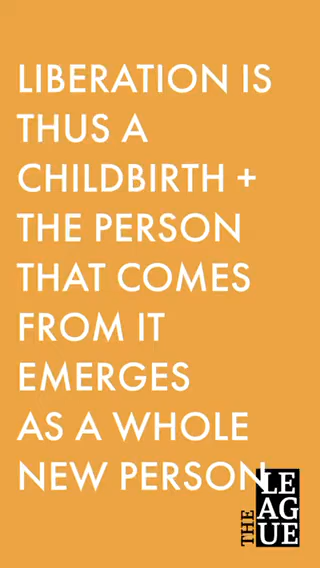 LIBERATION IS
THUS A
CHILDBIRTH +
THE PERSON
THAT COMES
FROM IT
EMERGES
AS A WHOLE
NEW PERSON
THE
LE
AG
UE